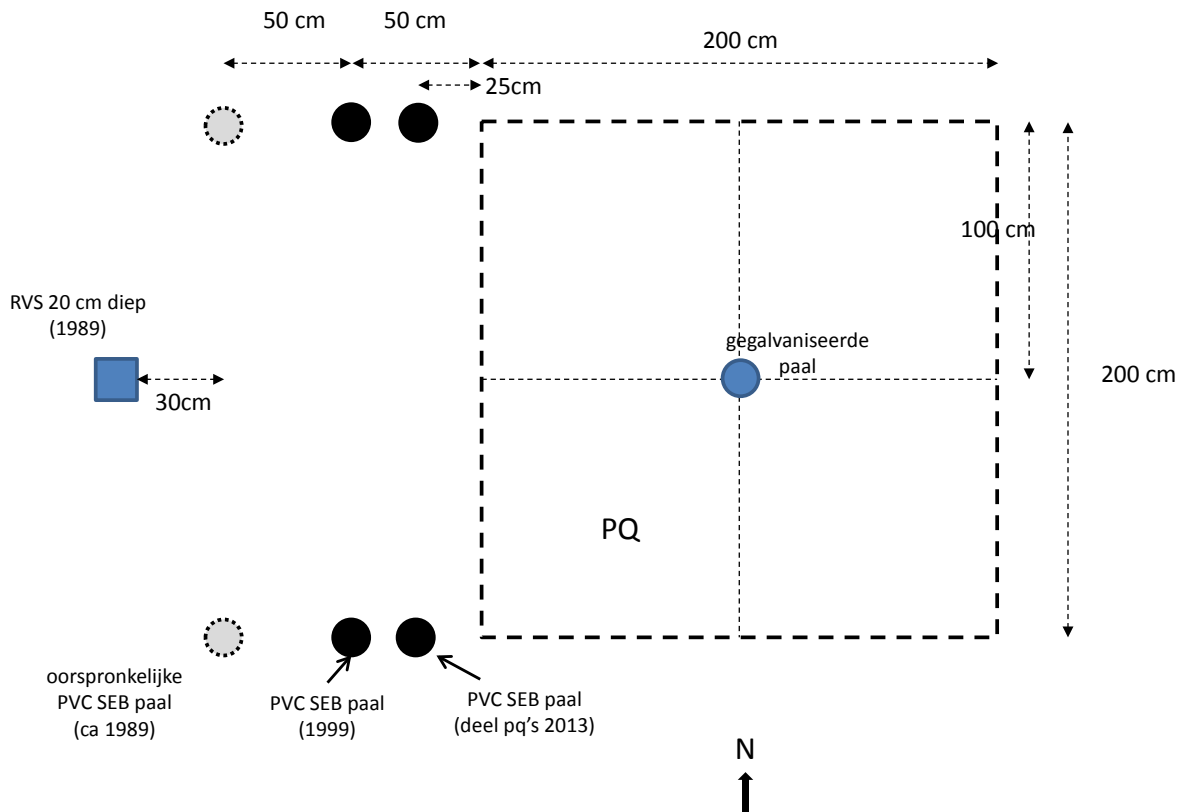 50 cm
50 cm
200 cm
25cm
100 cm
RVS 20 cm diep
(1989)
gegalvaniseerde
paal
200 cm
30cm
PQ
oorspronkelijke
PVC SEB paal
(ca 1989)
PVC SEB paal
(1999)
PVC SEB paal
(deel pq's 2013)
N